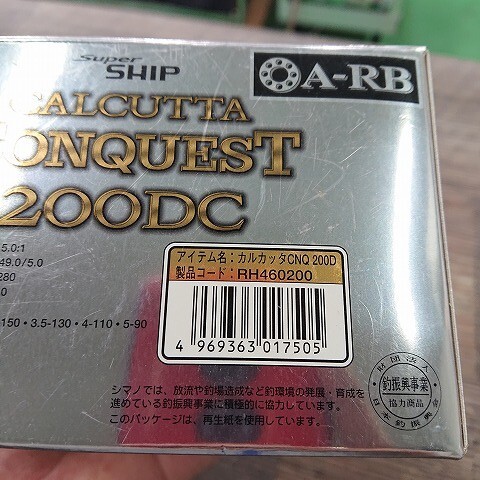 Super
SHIP
A-RB
CALCUTTA
CONQUEST
200DC
5.0:1
49.0/5.0
280
.0
-150・3.5-130・4-110・5-90
アイテム名：カルカッタCNQ 200D
製品コード：RH460200
4 969363 017505
シマノでは、放流や釣場造成など釣環境の発展・育成を
進めている釣振興事業に積極的に協力しています。
このパッケージは、再生紙を使用しています。
財団法人
釣振興事業
協力商品
日本釣振興会